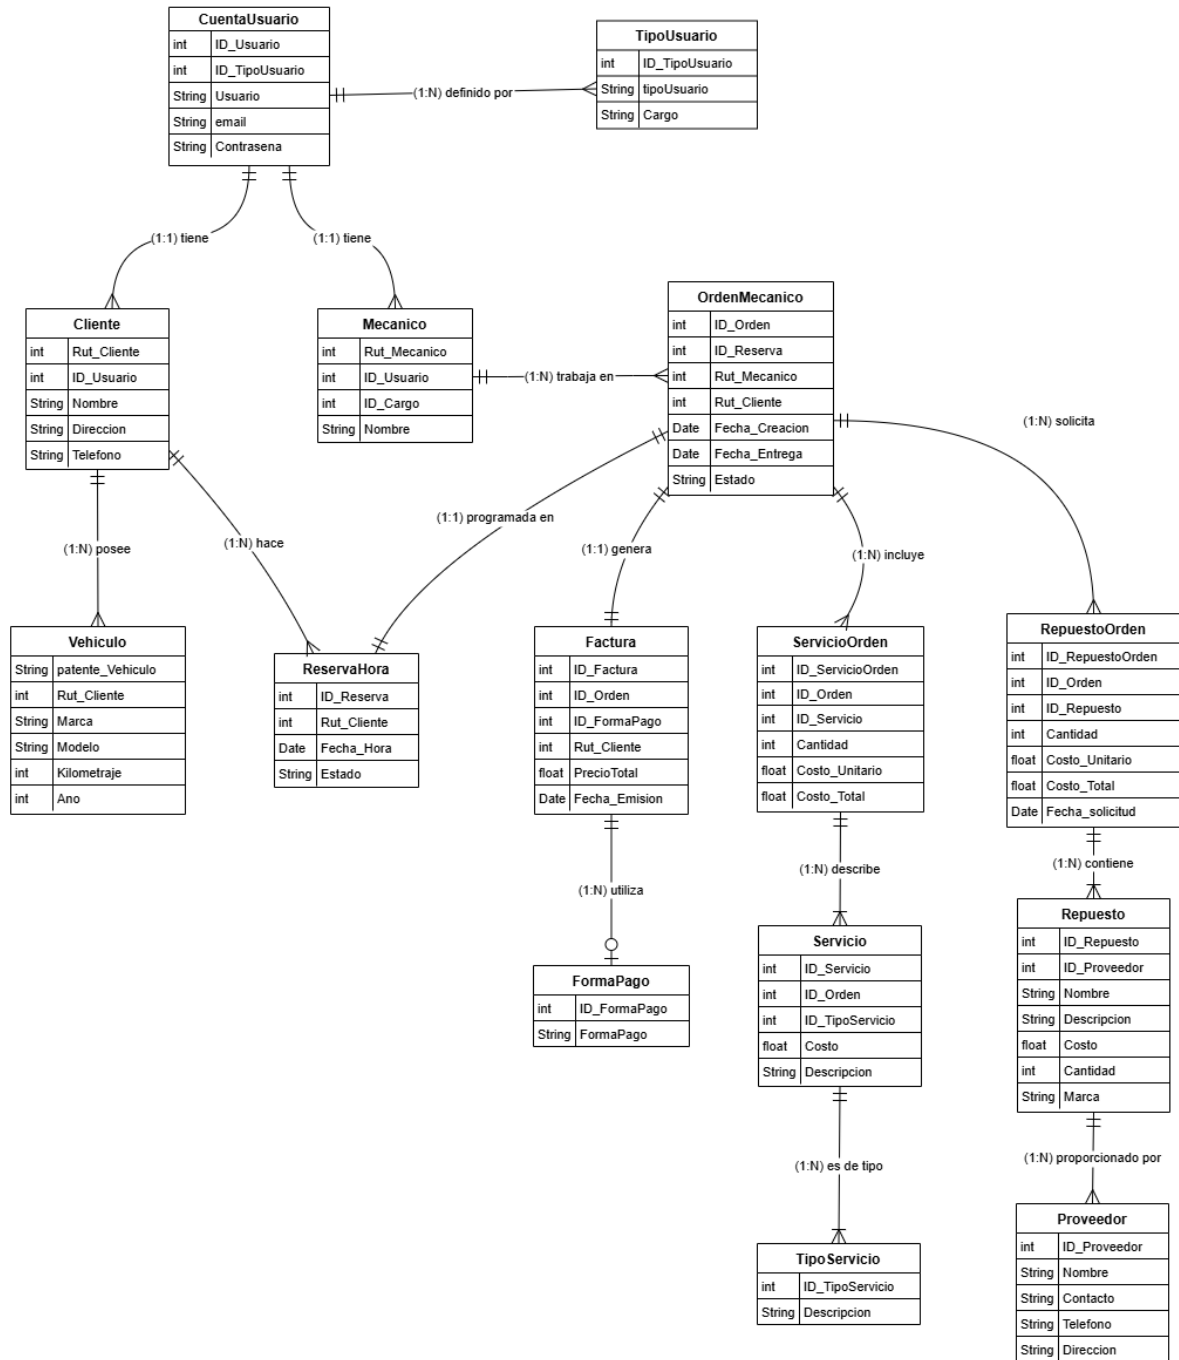 CuentaUsuario
int ID_Usuario
int ID_TipoUsuario
String Usuario
String email
String Contrasena
(1:N) definido por
TipoUsuario
int ID_TipoUsuario
String tipoUsuario
String Cargo
(1:1) tiene
(1:1) tiene
Cliente
int Rut_Cliente
int ID_Usuario
String Nombre
String Direccion
String Telefono
Mecanico
int Rut_Mecanico
int ID_Usuario
int ID_Cargo
String Nombre
(1:N) trabaja en
OrdenMecanico
int ID_Orden
int ID_Reserva
int Rut_Mecanico
int Rut_Cliente
Date Fecha_Creacion
Date Fecha_Entrega
String Estado
(1:N) solicita
(1:1) programada en
(1:N) posee
(1:N) hace
(1:1) genera
(1:N) incluye
Vehiculo
String patente_Vehiculo
int Rut_Cliente
String Marca
String Modelo
int Kilometraje
int Ano
ReservaHora
int ID_Reserva
int Rut_Cliente
Date Fecha_Hora
String Estado
Factura
int ID_Factura
int ID_Orden
int ID_FormaPago
int Rut_Cliente
float PrecioTotal
Date Fecha_Emision
ServicioOrden
int ID_ServicioOrden
int ID_Orden
int ID_Servicio
int Cantidad
float Costo_Unitario
float Costo_Total
RepuestoOrden
int ID_RepuestoOrden
int ID_Orden
int ID_Repuesto
int Cantidad
float Costo_Unitario
float Costo_Total
Date Fecha_solicitud
(1:N) utiliza
(1:N) describe
(1:N) contiene
FormaPago
int ID_FormaPago
String FormaPago
Servicio
int ID_Servicio
int ID_Orden
int ID_TipoServicio
float Costo
String Descripcion
Repuesto
int ID_Repuesto
int ID_Proveedor
String Nombre
String Descripcion
float Costo
int Cantidad
String Marca
(1:N) es de tipo
(1:N) proporcionado por
TipoServicio
int ID_TipoServicio
String Descripcion
Proveedor
int ID_Proveedor
String Nombre
String Contacto
String Telefono
String Direccion